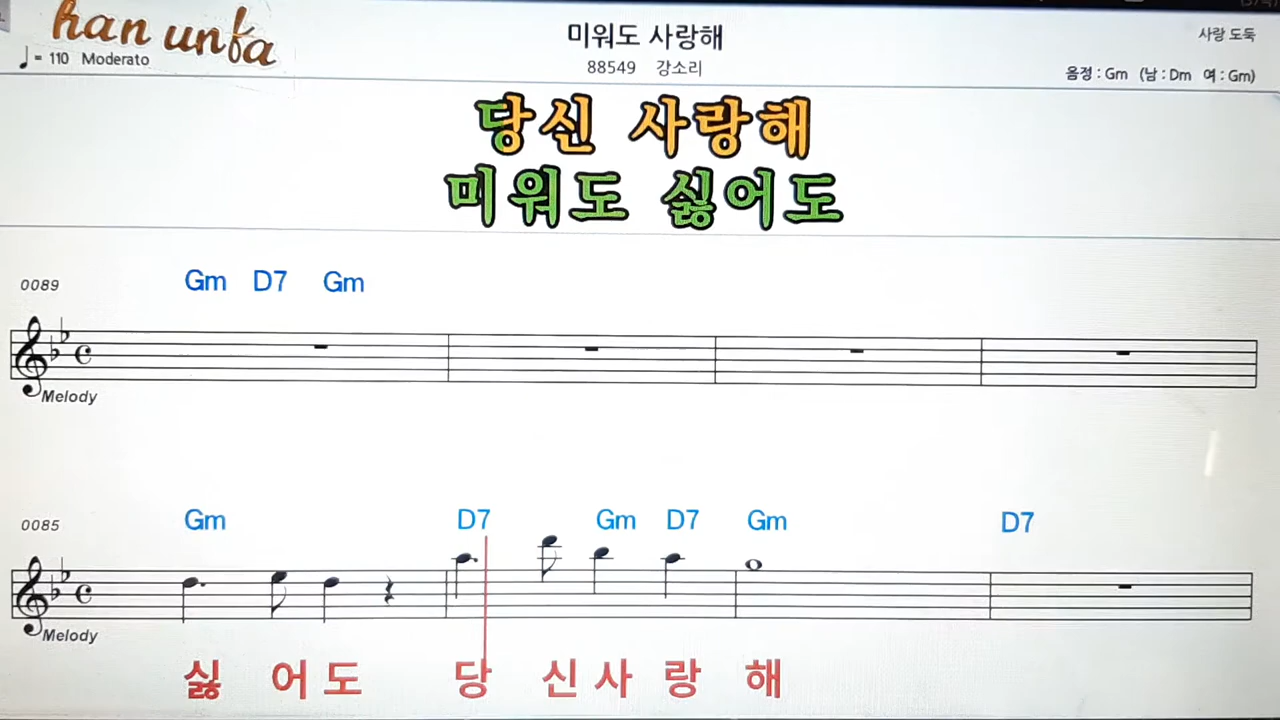 han unfa
미워도 사랑해
사랑 도둑
♩ = 110 Moderato
88549 강소리
음정 : Gm (남 : Dm 여 : Gm)
당신 사랑해
미워도 싫어도
0089 Gm D7 Gm
Melody
0085 Gm D7 Gm D7 Gm D7
Melody
싫 어 도 당 신 사 랑 해